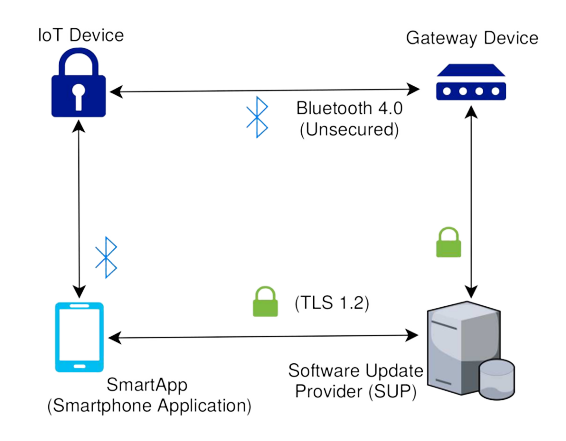 IoT Device
Gateway Device
Bluetooth 4.0
(Unsecured)
(TLS 1.2)
SmartApp
(Smartphone Application)
Software Update
Provider (SUP)